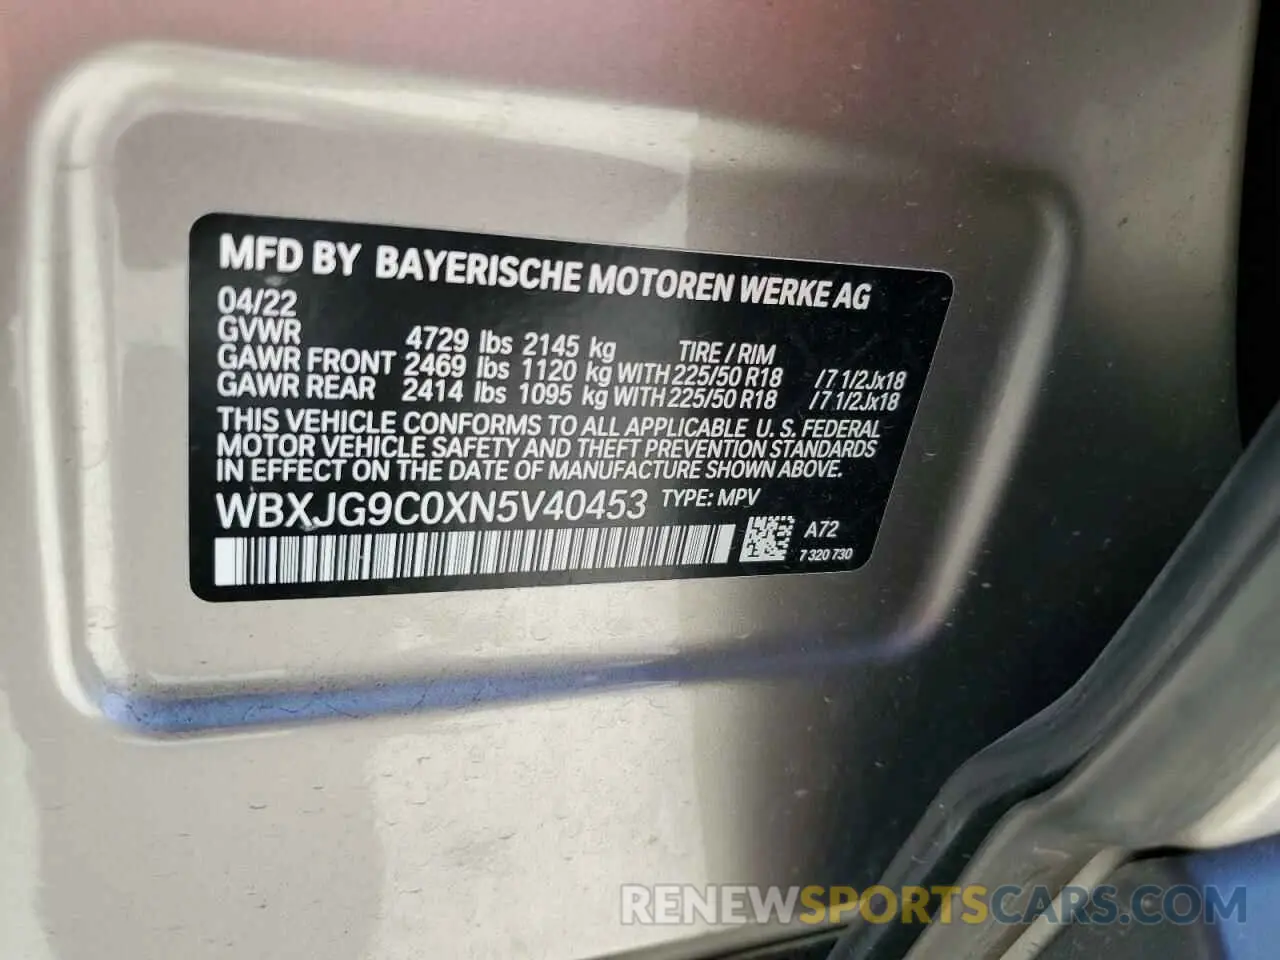 MFD BY BAYERISCHE MOTOREN WERKE AG
04/22
GVWR 4729 lbs 2145 kg TIRE / RIM
GAWR FRONT 2469 lbs 1120 kg WITH 225/50 R18 /7 1/2Jx18
GAWR REAR 2414 lbs 1095 kg WITH 225/50 R18 /7 1/2Jx18
THIS VEHICLE CONFORMS TO ALL APPLICABLE U. S. FEDERAL
MOTOR VEHICLE SAFETY AND THEFT PREVENTION STANDARDS
IN EFFECT ON THE DATE OF MANUFACTURE SHOWN ABOVE.
WBXJG9C0XN5V40453 TYPE: MPV
A72
7 320 730
RENEWSPORTSCARS.COM